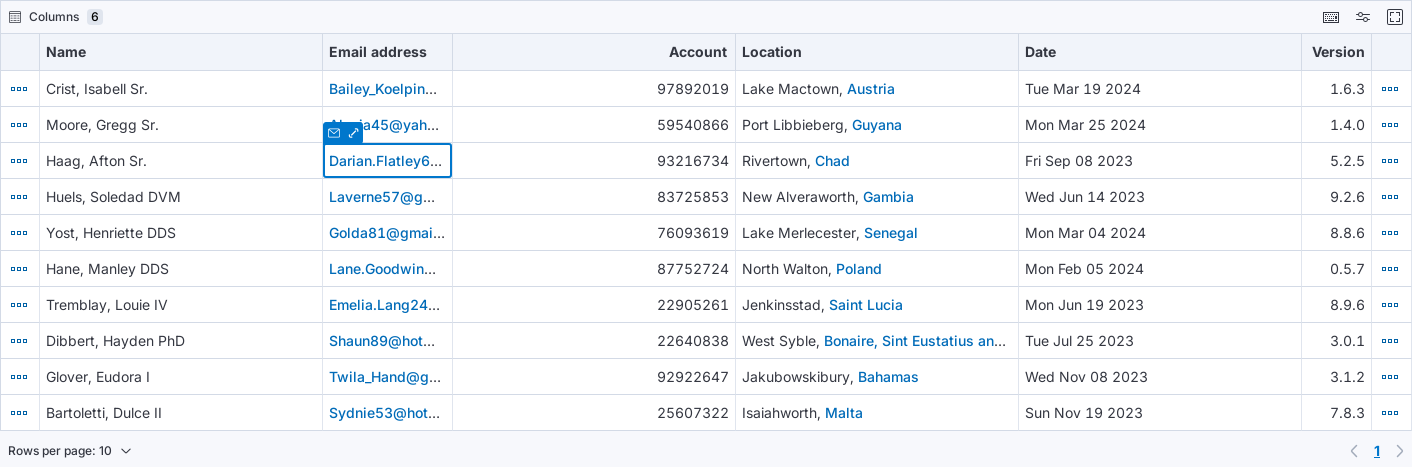 Columns 6
Name Email address Account Location Date Version
Crist, Isabell Sr. Bailey_Koelpin... 97892019 Lake Mactown, Austria Tue Mar 19 2024 1.6.3
Moore, Gregg Sr. 59540866 Port Libbieberg, Guyana Mon Mar 25 2024 1.4.0
Haag, Afton Sr. Darian.Flatley6... 93216734 Rivertown, Chad Fri Sep 08 2023 5.2.5
Huels, Soledad DVM Laverne57@g... 83725853 New Alveraworth, Gambia Wed Jun 14 2023 9.2.6
Yost, Henriette DDS Golda81@gmai... 76093619 Lake Merlecester, Senegal Mon Mar 04 2024 8.8.6
Hane, Manley DDS Lane.Goodwin... 87752724 North Walton, Poland Mon Feb 05 2024 0.5.7
Tremblay, Louie IV Emelia.Lang24... 22905261 Jenkinsstad, Saint Lucia Mon Jun 19 2023 8.9.6
Dibbert, Hayden PhD Shaun89@hot... 22640838 West Syble, Bonaire, Sint Eustatius an... Tue Jul 25 2023 3.0.1
Glover, Eudora I Twila_Hand@g... 92922647 Jakubowskibury, Bahamas Wed Nov 08 2023 3.1.2
Bartoletti, Dulce II Sydnie53@hot... 25607322 Isaiahworth, Malta Sun Nov 19 2023 7.8.3
Rows per page: 10 1